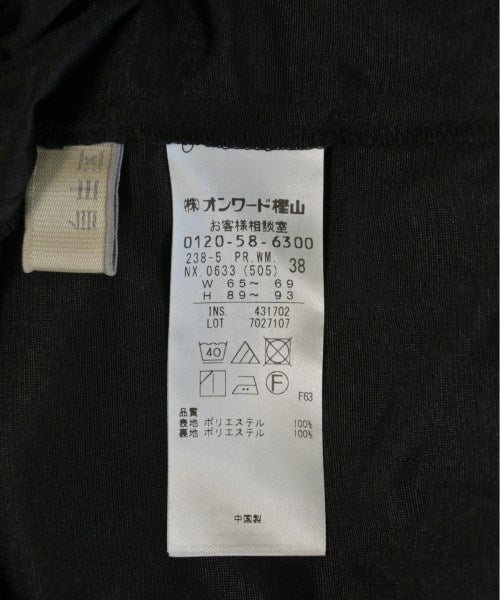 (株)オンワード樫山
お客様相談室
0120-58-6300
238-5 PR.WM.
NX.0633 (505) 38
W 65～ 69
H 89～ 93
INS. 431702
LOT 7027107
40
F
F63
品質
表地 ポリエステル 100%
裏地 ポリエステル 100%
中国製